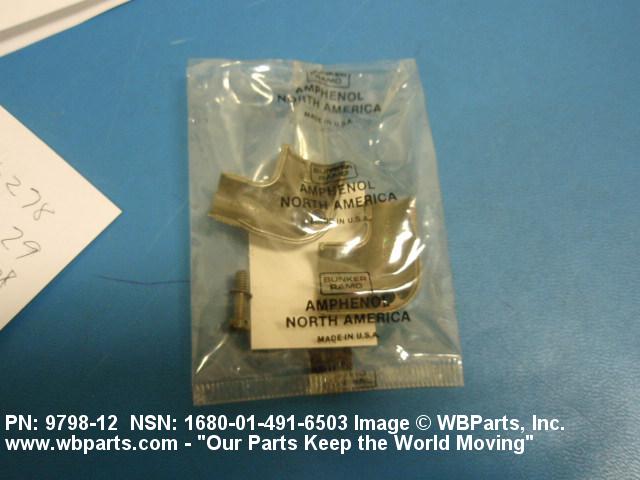 BUNKER
RAMO
AMPHENOL
NORTH AMERICA
MADE IN U.S.A.
BUNKER
RAMO
AMPHENOL
NORTH AMERICA
MADE IN U.S.A.
BUNKER
RAMO
AMPHENOL
NORTH AMERICA
MADE IN U.S.A.
278
29
PN: 9798-12 NSN: 1680-01-491-6503 Image © WBParts, Inc.
www.wbparts.com - "Our Parts Keep the World Moving"